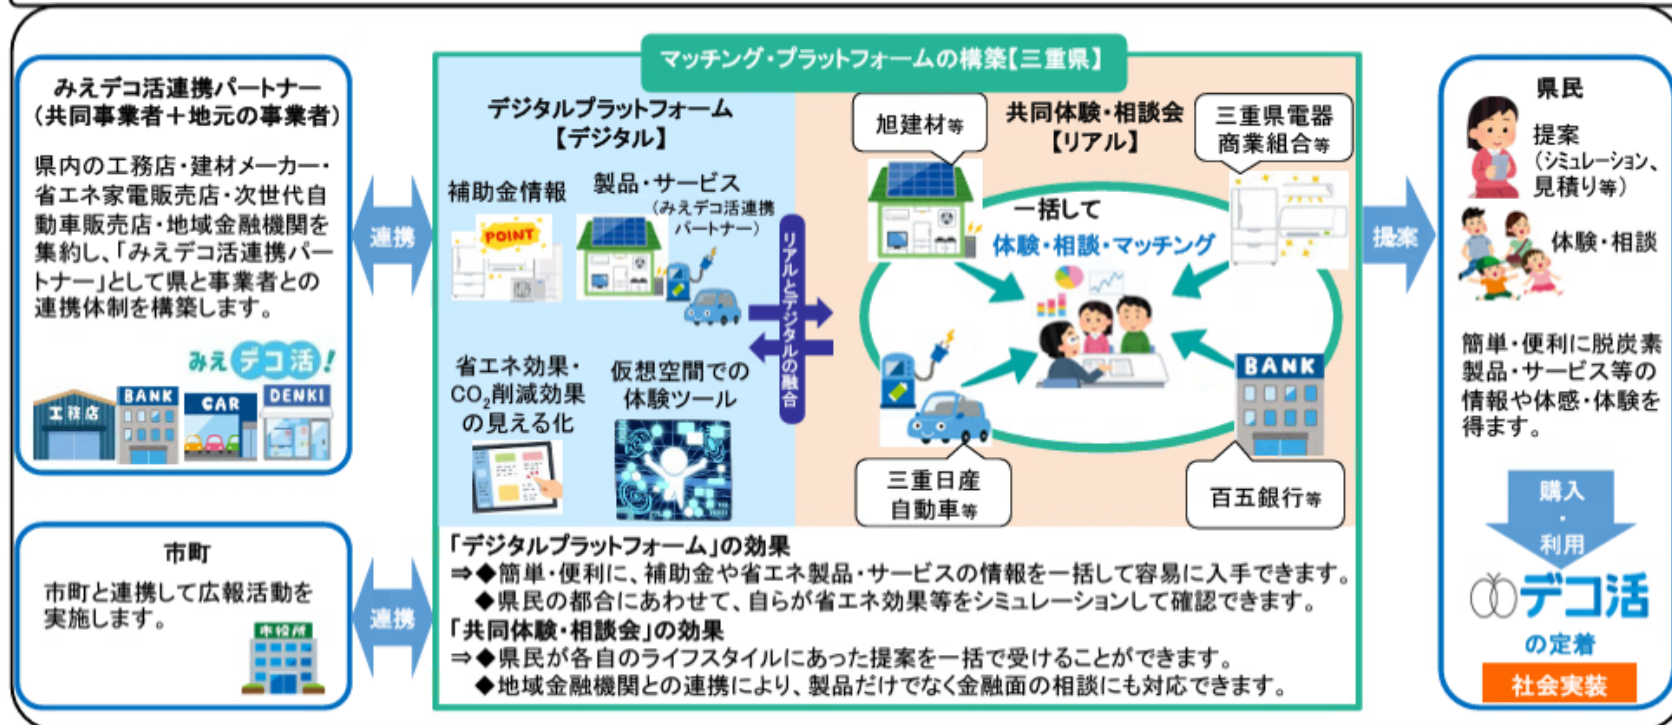 マッチング・プラットフォームの構築【三重県】
みえデコ活連携パートナー
(共同事業者＋地元の事業者)
県内の工務店・建材メーカー・
省エネ家電販売店・次世代自
動車販売店・地域金融機関を
集約し、「みえデコ活連携パー
トナー」として県と事業者との
連携体制を構築します。
みえデコ活!
工務店
BANK
CAR
DENKI
連携
市町
市町と連携して広報活動を
実施します。
市役所
連携
デジタルプラットフォーム
【デジタル】
補助金情報
POINT
製品・サービス
(みえデコ活連携
パートナー)
省エネ効果・
CO₂削減効果
の見える化
仮想空間での
体験ツール
リアルとデジタルの融合
共同体験・相談会
【リアル】
旭建材等
三重県電器
商業組合等
一括して
体験・相談・マッチング
BANK
三重日産
自動車等
百五銀行等
「デジタルプラットフォーム」の効果
⇒◆簡単・便利に、補助金や省エネ製品・サービスの情報を一括して容易に入手できます。
◆県民の都合にあわせて、自らが省エネ効果等をシミュレーションして確認できます。
「共同体験・相談会」の効果
⇒◆県民が各自のライフスタイルにあった提案を一括で受けることができます。
◆地域金融機関との連携により、製品だけでなく金融面の相談にも対応できます。
提案
県民
提案
(シミュレーション、
見積り等)
体験・相談
簡単・便利に脱炭素
製品・サービス等の
情報や体感・体験を
得ます。
購入
・
利用
デコ活
の定着
社会実装